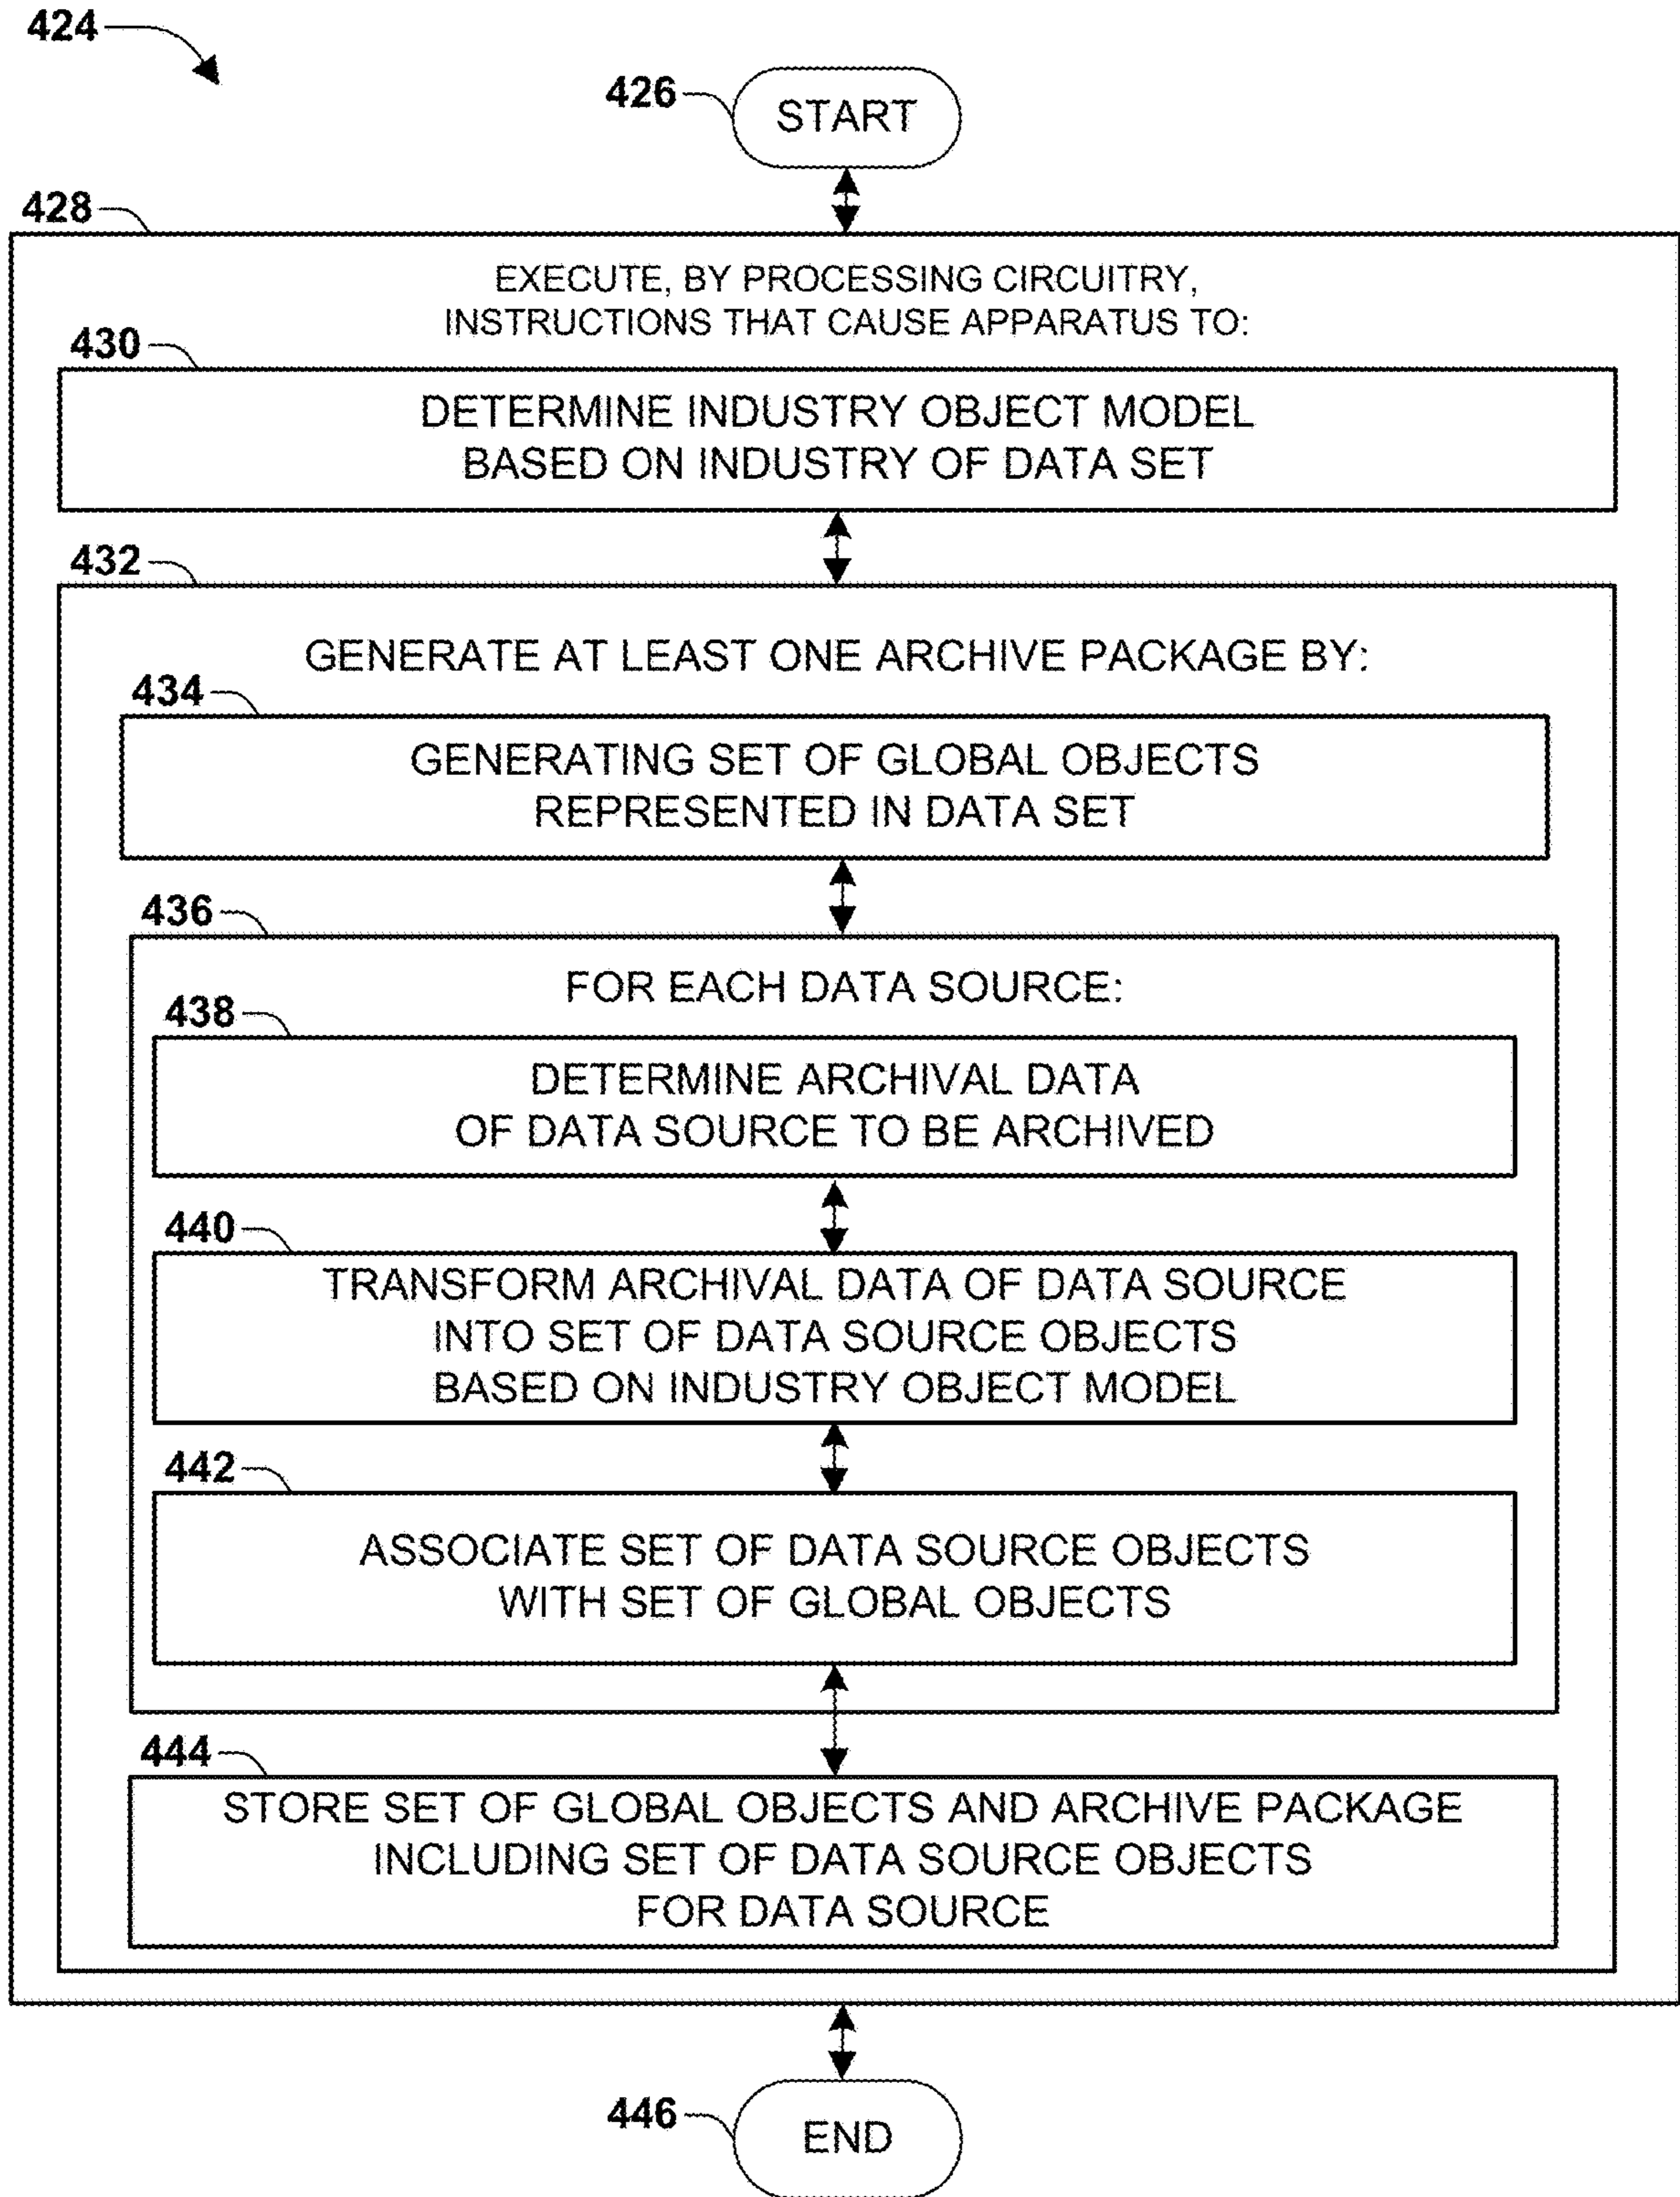 424
426
START
428
EXECUTE, BY PROCESSING CIRCUITRY,
INSTRUCTIONS THAT CAUSE APPARATUS TO:
430
DETERMINE INDUSTRY OBJECT MODEL
BASED ON INDUSTRY OF DATA SET
432
GENERATE AT LEAST ONE ARCHIVE PACKAGE BY:
434
GENERATING SET OF GLOBAL OBJECTS
REPRESENTED IN DATA SET
436
FOR EACH DATA SOURCE:
438
DETERMINE ARCHIVAL DATA
OF DATA SOURCE TO BE ARCHIVED
440
TRANSFORM ARCHIVAL DATA OF DATA SOURCE
INTO SET OF DATA SOURCE OBJECTS
BASED ON INDUSTRY OBJECT MODEL
442
ASSOCIATE SET OF DATA SOURCE OBJECTS
WITH SET OF GLOBAL OBJECTS
444
STORE SET OF GLOBAL OBJECTS AND ARCHIVE PACKAGE
INCLUDING SET OF DATA SOURCE OBJECTS
FOR DATA SOURCE
446
END